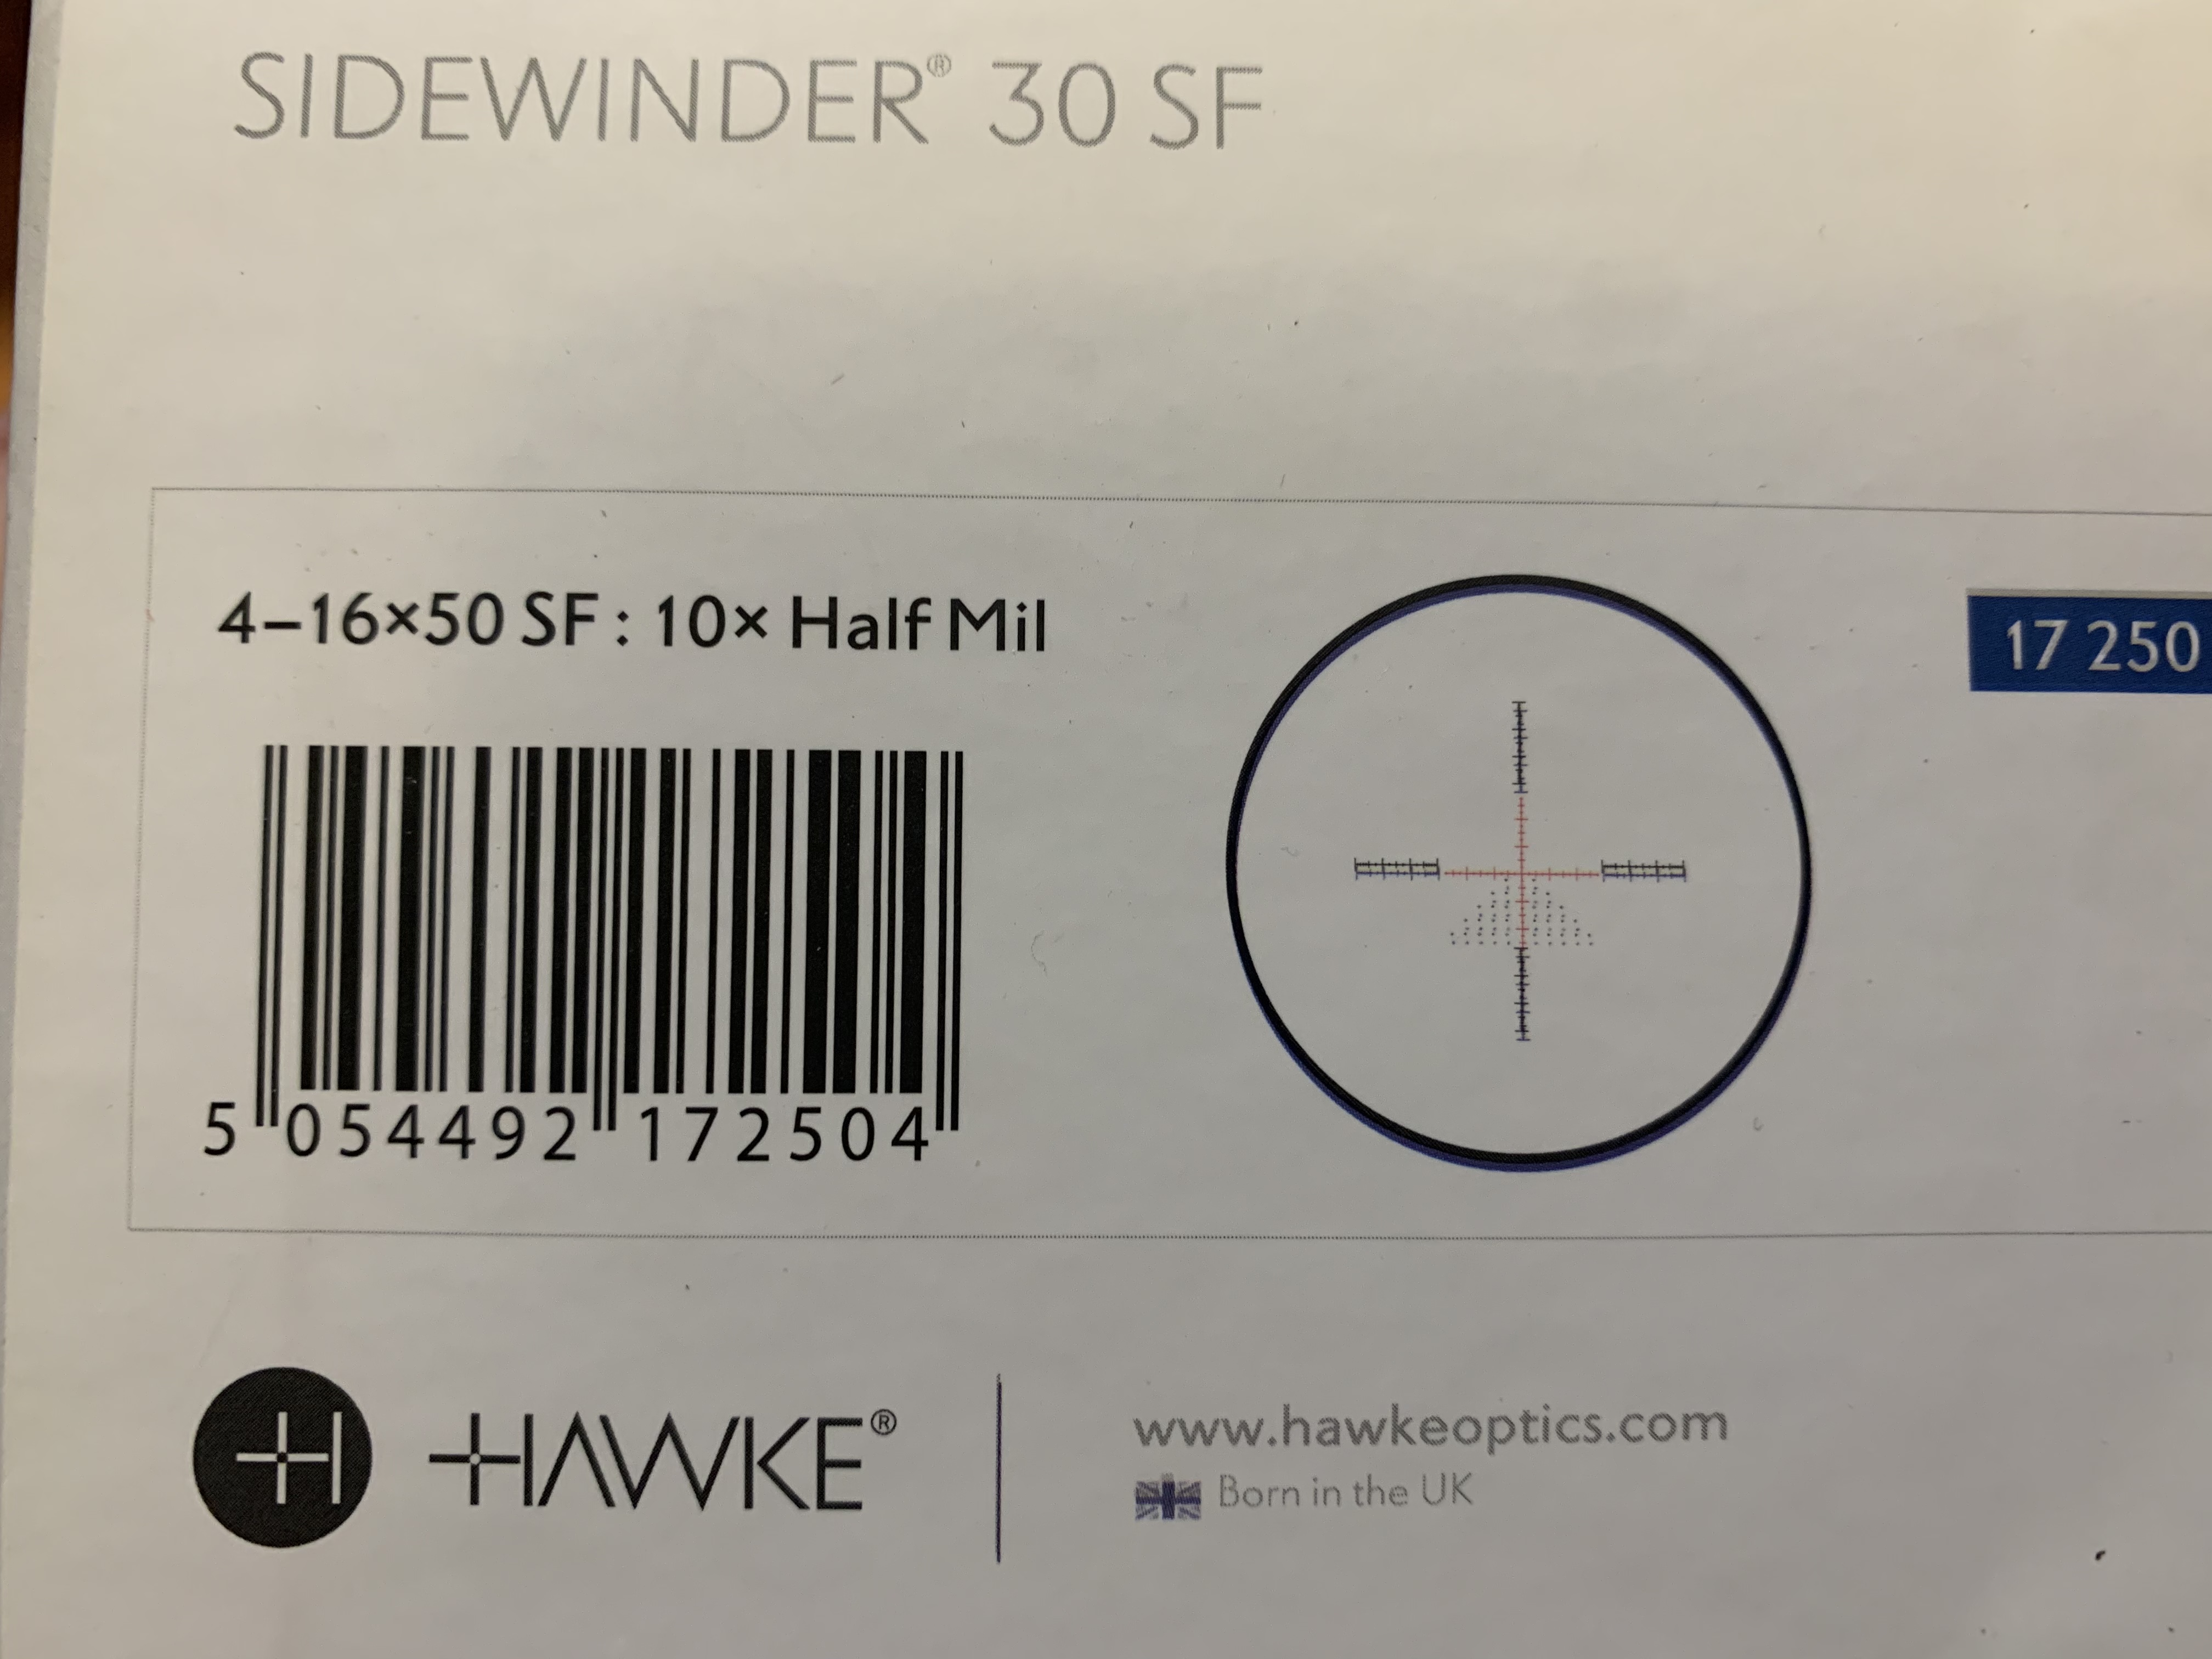 SIDEWINDER® 30 SF
4–16×50 SF : 10× Half Mil
17 250
5 054492 172504
HAWKE®
www.hawkeoptics.com
Born in the UK